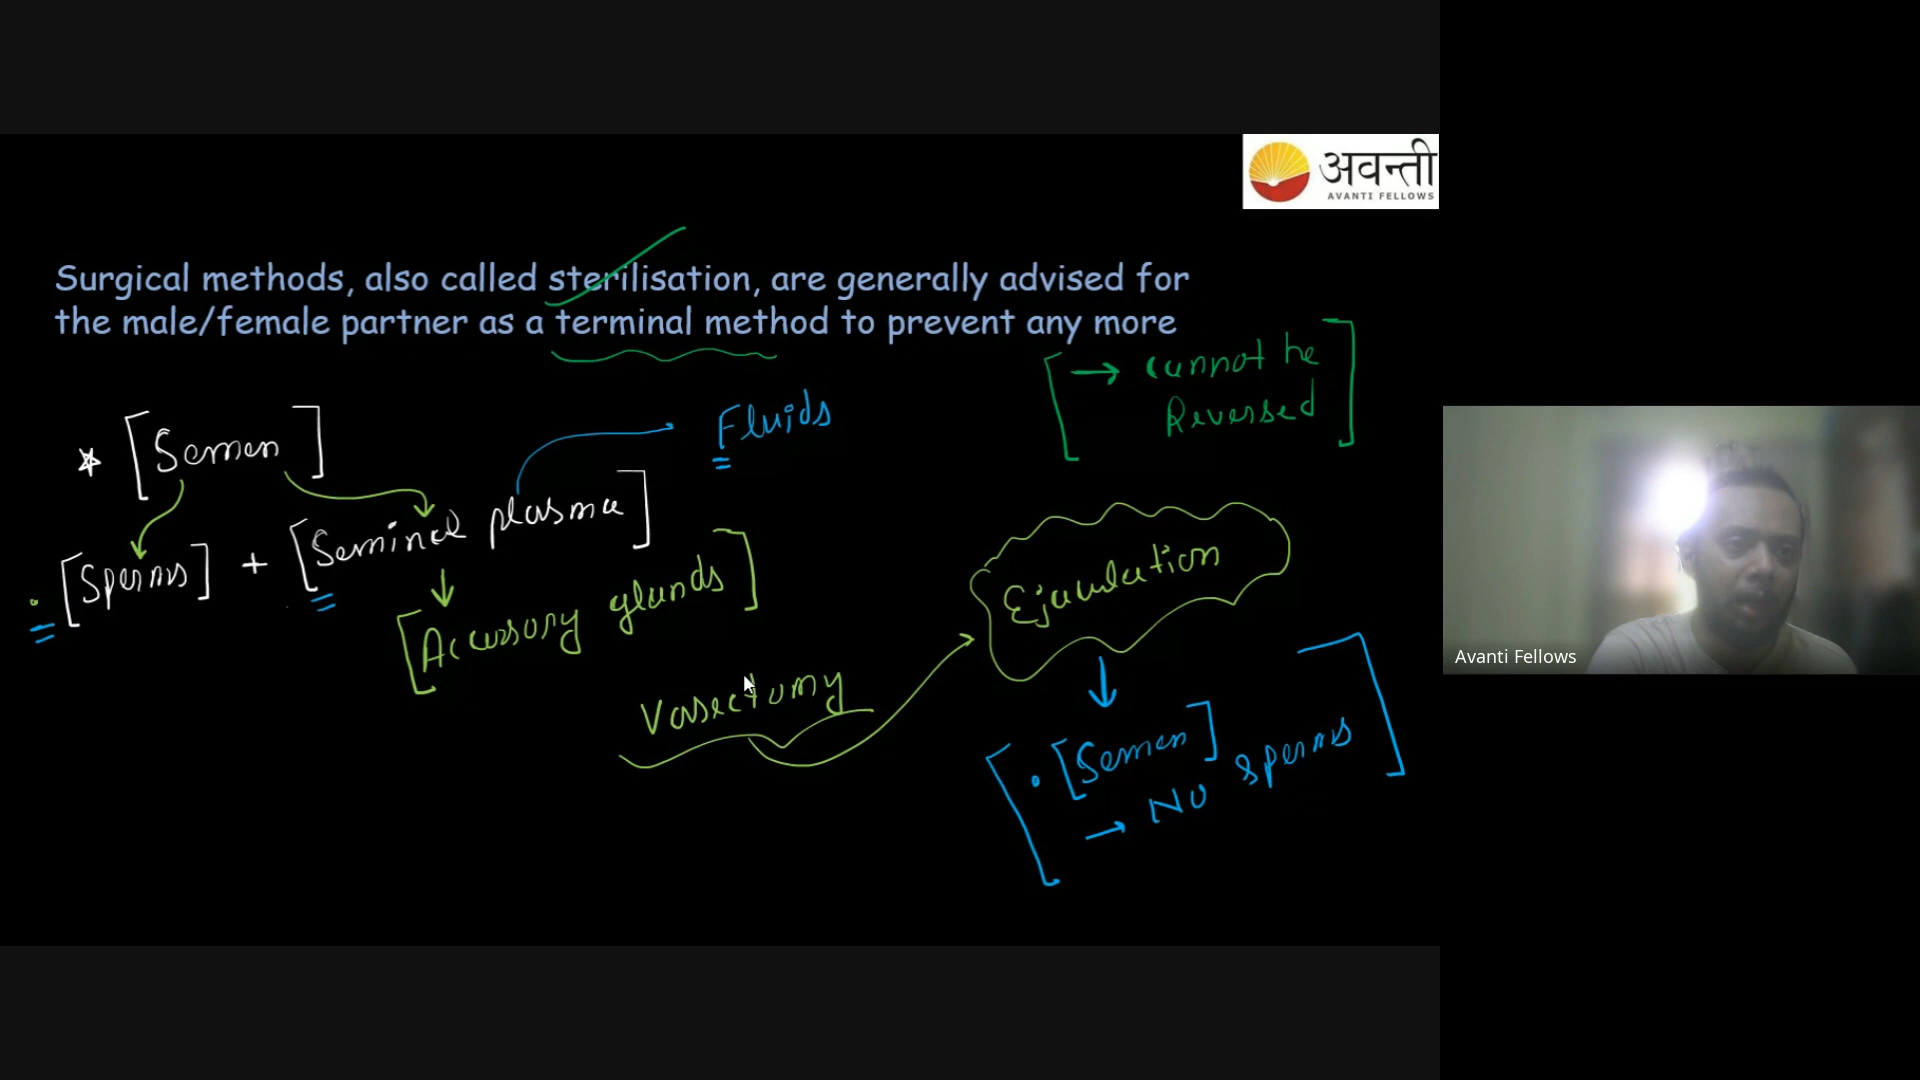 अवन्ती
AVANTI FELLOWS
Surgical methods, also called sterilisation, are generally advised for
the male/female partner as a terminal method to prevent any more
→ cannot be
Reversed
* [Semen]
Fluids
[Sperms] + [Seminal plasma]
[Accessory glands]
Ejaculation
Vasectomy
[Semen]
→ No sperms
Avanti Fellows